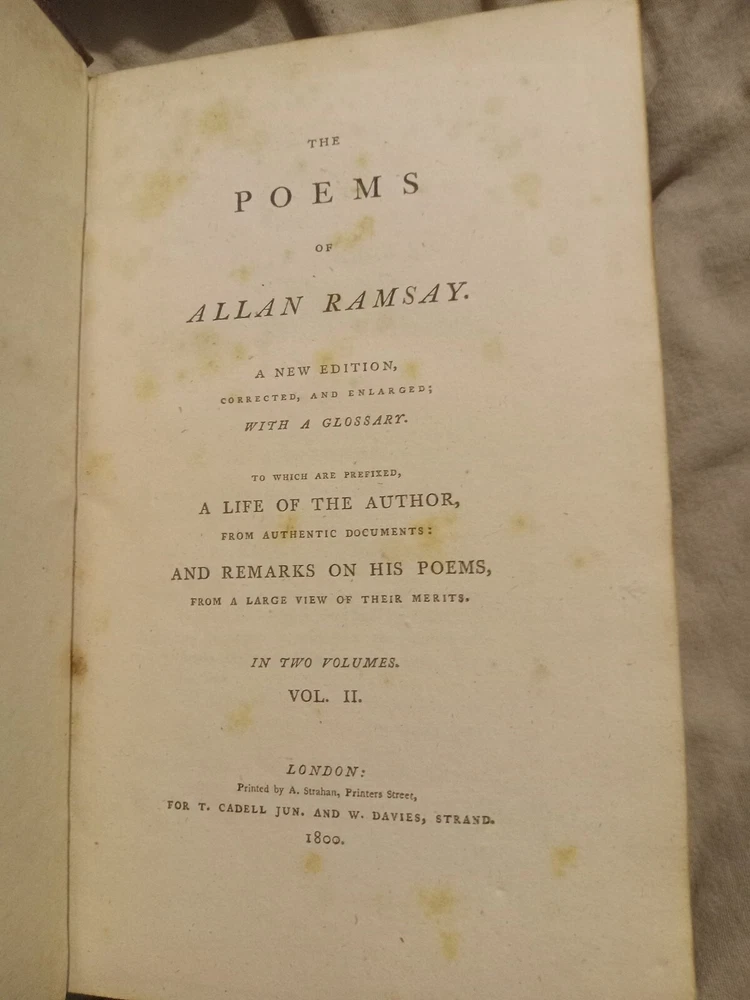 THE
POEMS
OF
ALLAN RAMSAY.
A NEW EDITION,
CORRECTED, AND ENLARGED;
WITH A GLOSSARY.
TO WHICH ARE PREFIXED,
A LIFE OF THE AUTHOR,
FROM AUTHENTIC DOCUMENTS:
AND REMARKS ON HIS POEMS,
FROM A LARGE VIEW OF THEIR MERITS.
IN TWO VOLUMES.
VOL. II.
LONDON:
Printed by A. Strahan, Printers Street,
FOR T. CADELL JUN. AND W. DAVIES, STRAND.
1800.